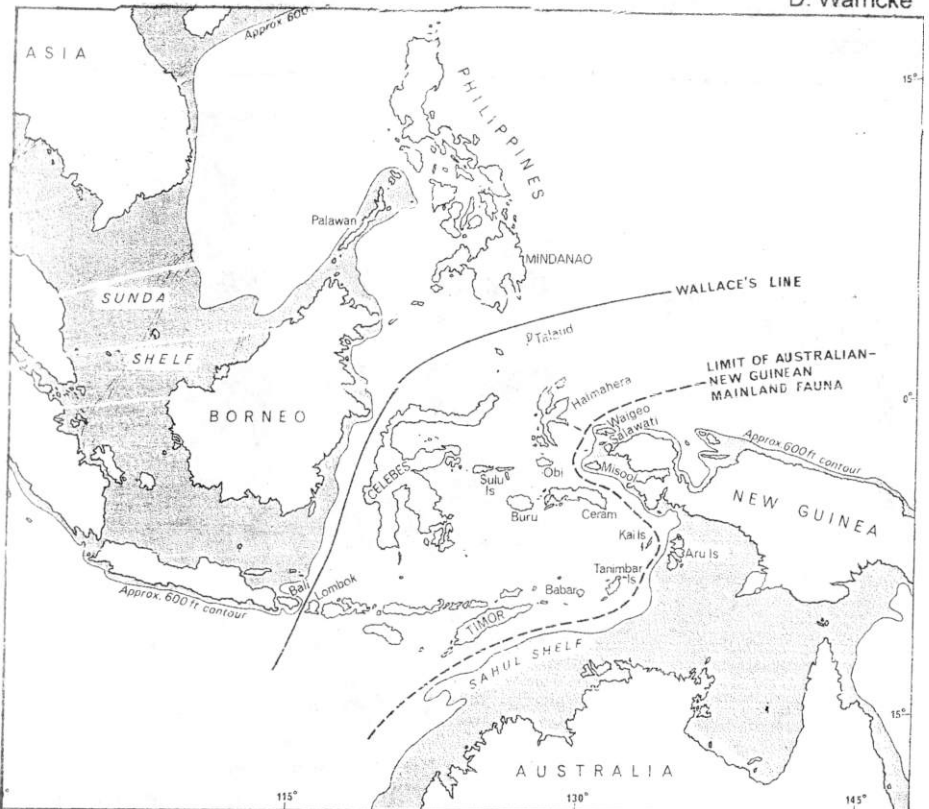 D. Warncke
Approx 600
ASIA
15°
PHILIPPINES
Palawan
MINDANAO
SUNDA
SHELF
WALLACE'S LINE
Talaud
LIMIT OF AUSTRALIAN–
NEW GUINEAN
MAINLAND FAUNA
Halmahera
0°
BORNEO
Waigeo
Salawati
Approx 600ft contour
CELEBES
Sulu
Is
Obi
Misool
NEW GUINEA
Buru
Ceram
Kai Is
Aru Is
Tanimbar
Is
Bali
Lombok
Babar
Approx. 600 ft contour
TIMOR
SAHUL SHELF
15°
AUSTRALIA
115°
130°
145°